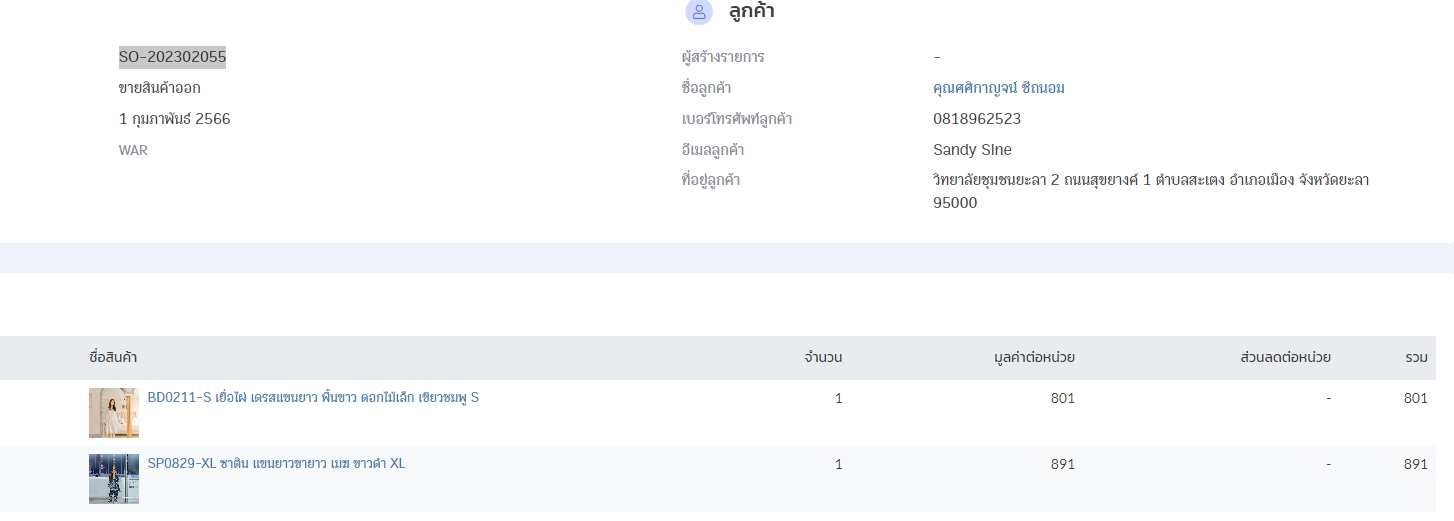 ลูกค้า
SO-202302055
ขายสินค้าออก
1 กุมภาพันธ์ 2566
WAR
ผู้สร้างรายการ -
ชื่อลูกค้า คุณศศิกาญจน์ ชีถนอม
เบอร์โทรศัพท์ลูกค้า 0818962523
อีเมลลูกค้า Sandy SIne
ที่อยู่ลูกค้า วิทยาลัยชุมชนยะลา 2 ถนนสุขยางค์ 1 ตำบลสะเตง อำเภอเมือง จังหวัดยะลา
95000
ชื่อสินค้า จำนวน มูลค่าต่อหน่วย ส่วนลดต่อหน่วย รวม
BD0211-S เยื่อไผ่ เดรสแขนยาว พื้นขาว ดอกไม้เล็ก เขียวชมพู S 1 801 - 801
SP0829-XL ซาติน แขนยาวขายาว เมฆ ขาวดำ XL 1 891 - 891